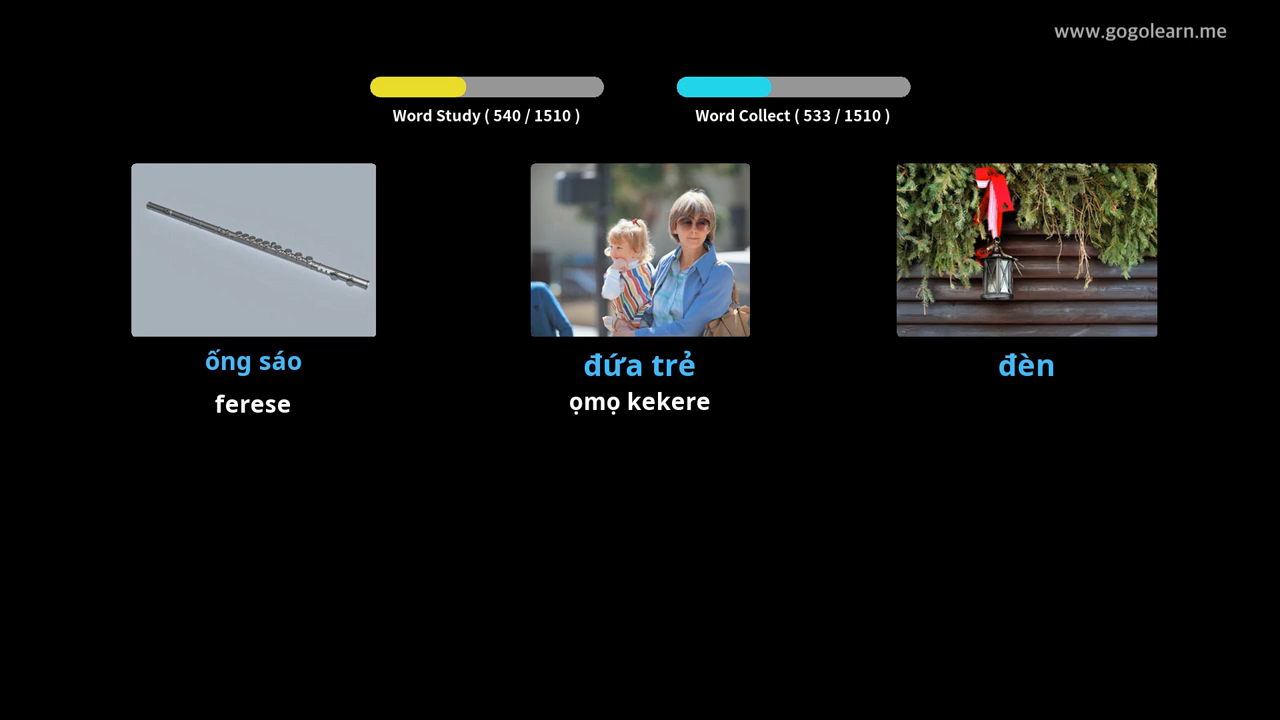 www.gogolearn.me
Word Study ( 540 / 1510 )
Word Collect ( 533 / 1510 )
ống sáo
ferese
đứa trẻ
ọmọ kekere
đèn